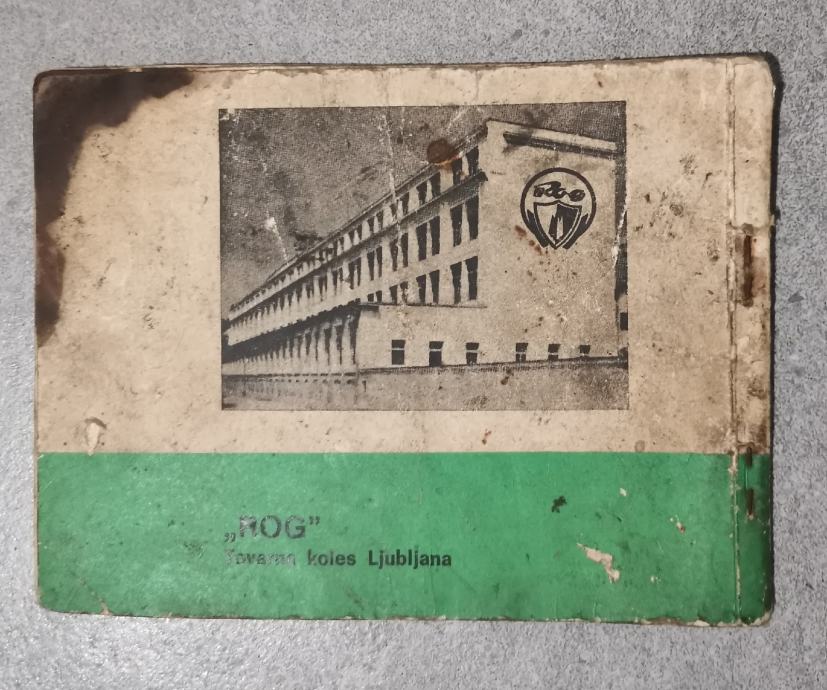 „ROG”
Tovarna koles Ljubljana